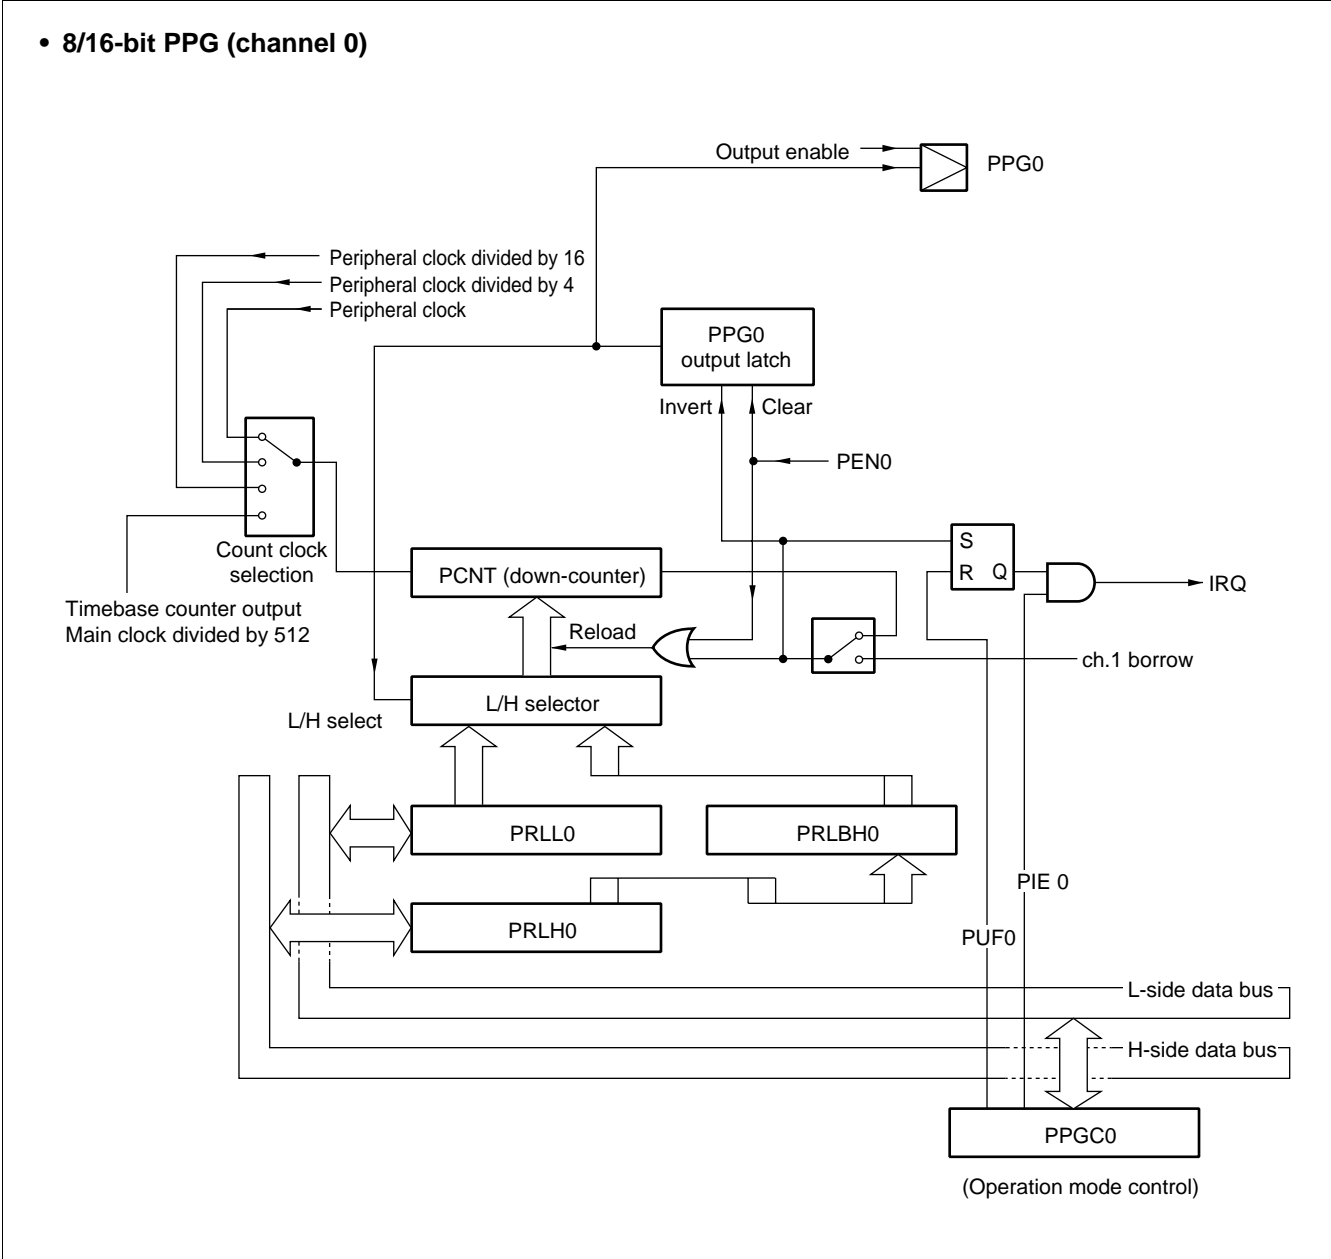 • 8/16-bit PPG (channel 0)
Output enable
PPG0
Peripheral clock divided by 16
Peripheral clock divided by 4
Peripheral clock
PPG0
output latch
Invert
Clear
PEN0
Count clock
selection
PCNT (down-counter)
S
R Q
IRQ
Timebase counter output
Main clock divided by 512
Reload
ch.1 borrow
L/H selector
L/H select
PRLL0
PRLBH0
PIE 0
PRLH0
PUF0
L-side data bus
H-side data bus
PPGC0
(Operation mode control)